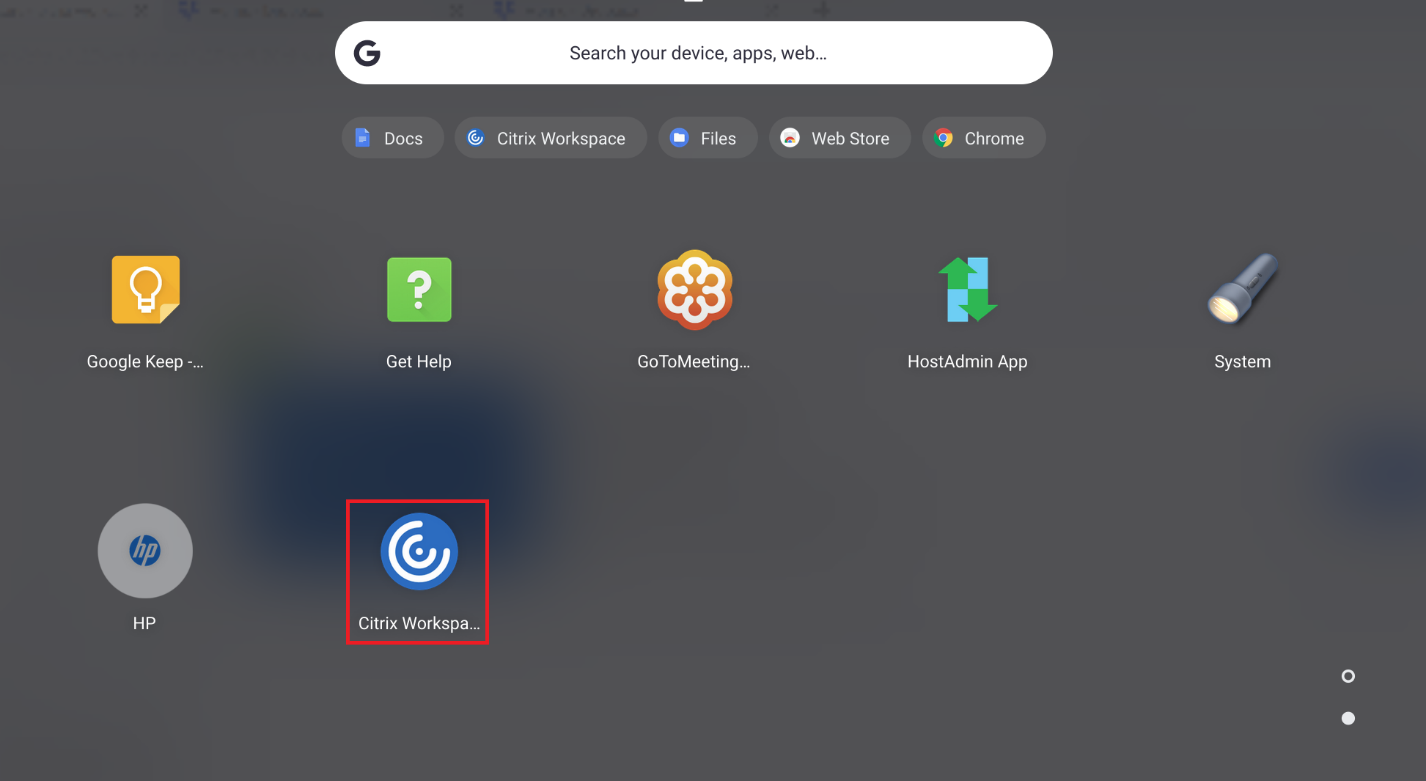 Search your device, apps, web...
Docs
Citrix Workspace
Files
Web Store
Chrome
Google Keep -...
Get Help
GoToMeeting...
HostAdmin App
System
hp
HP
Citrix Workspa...